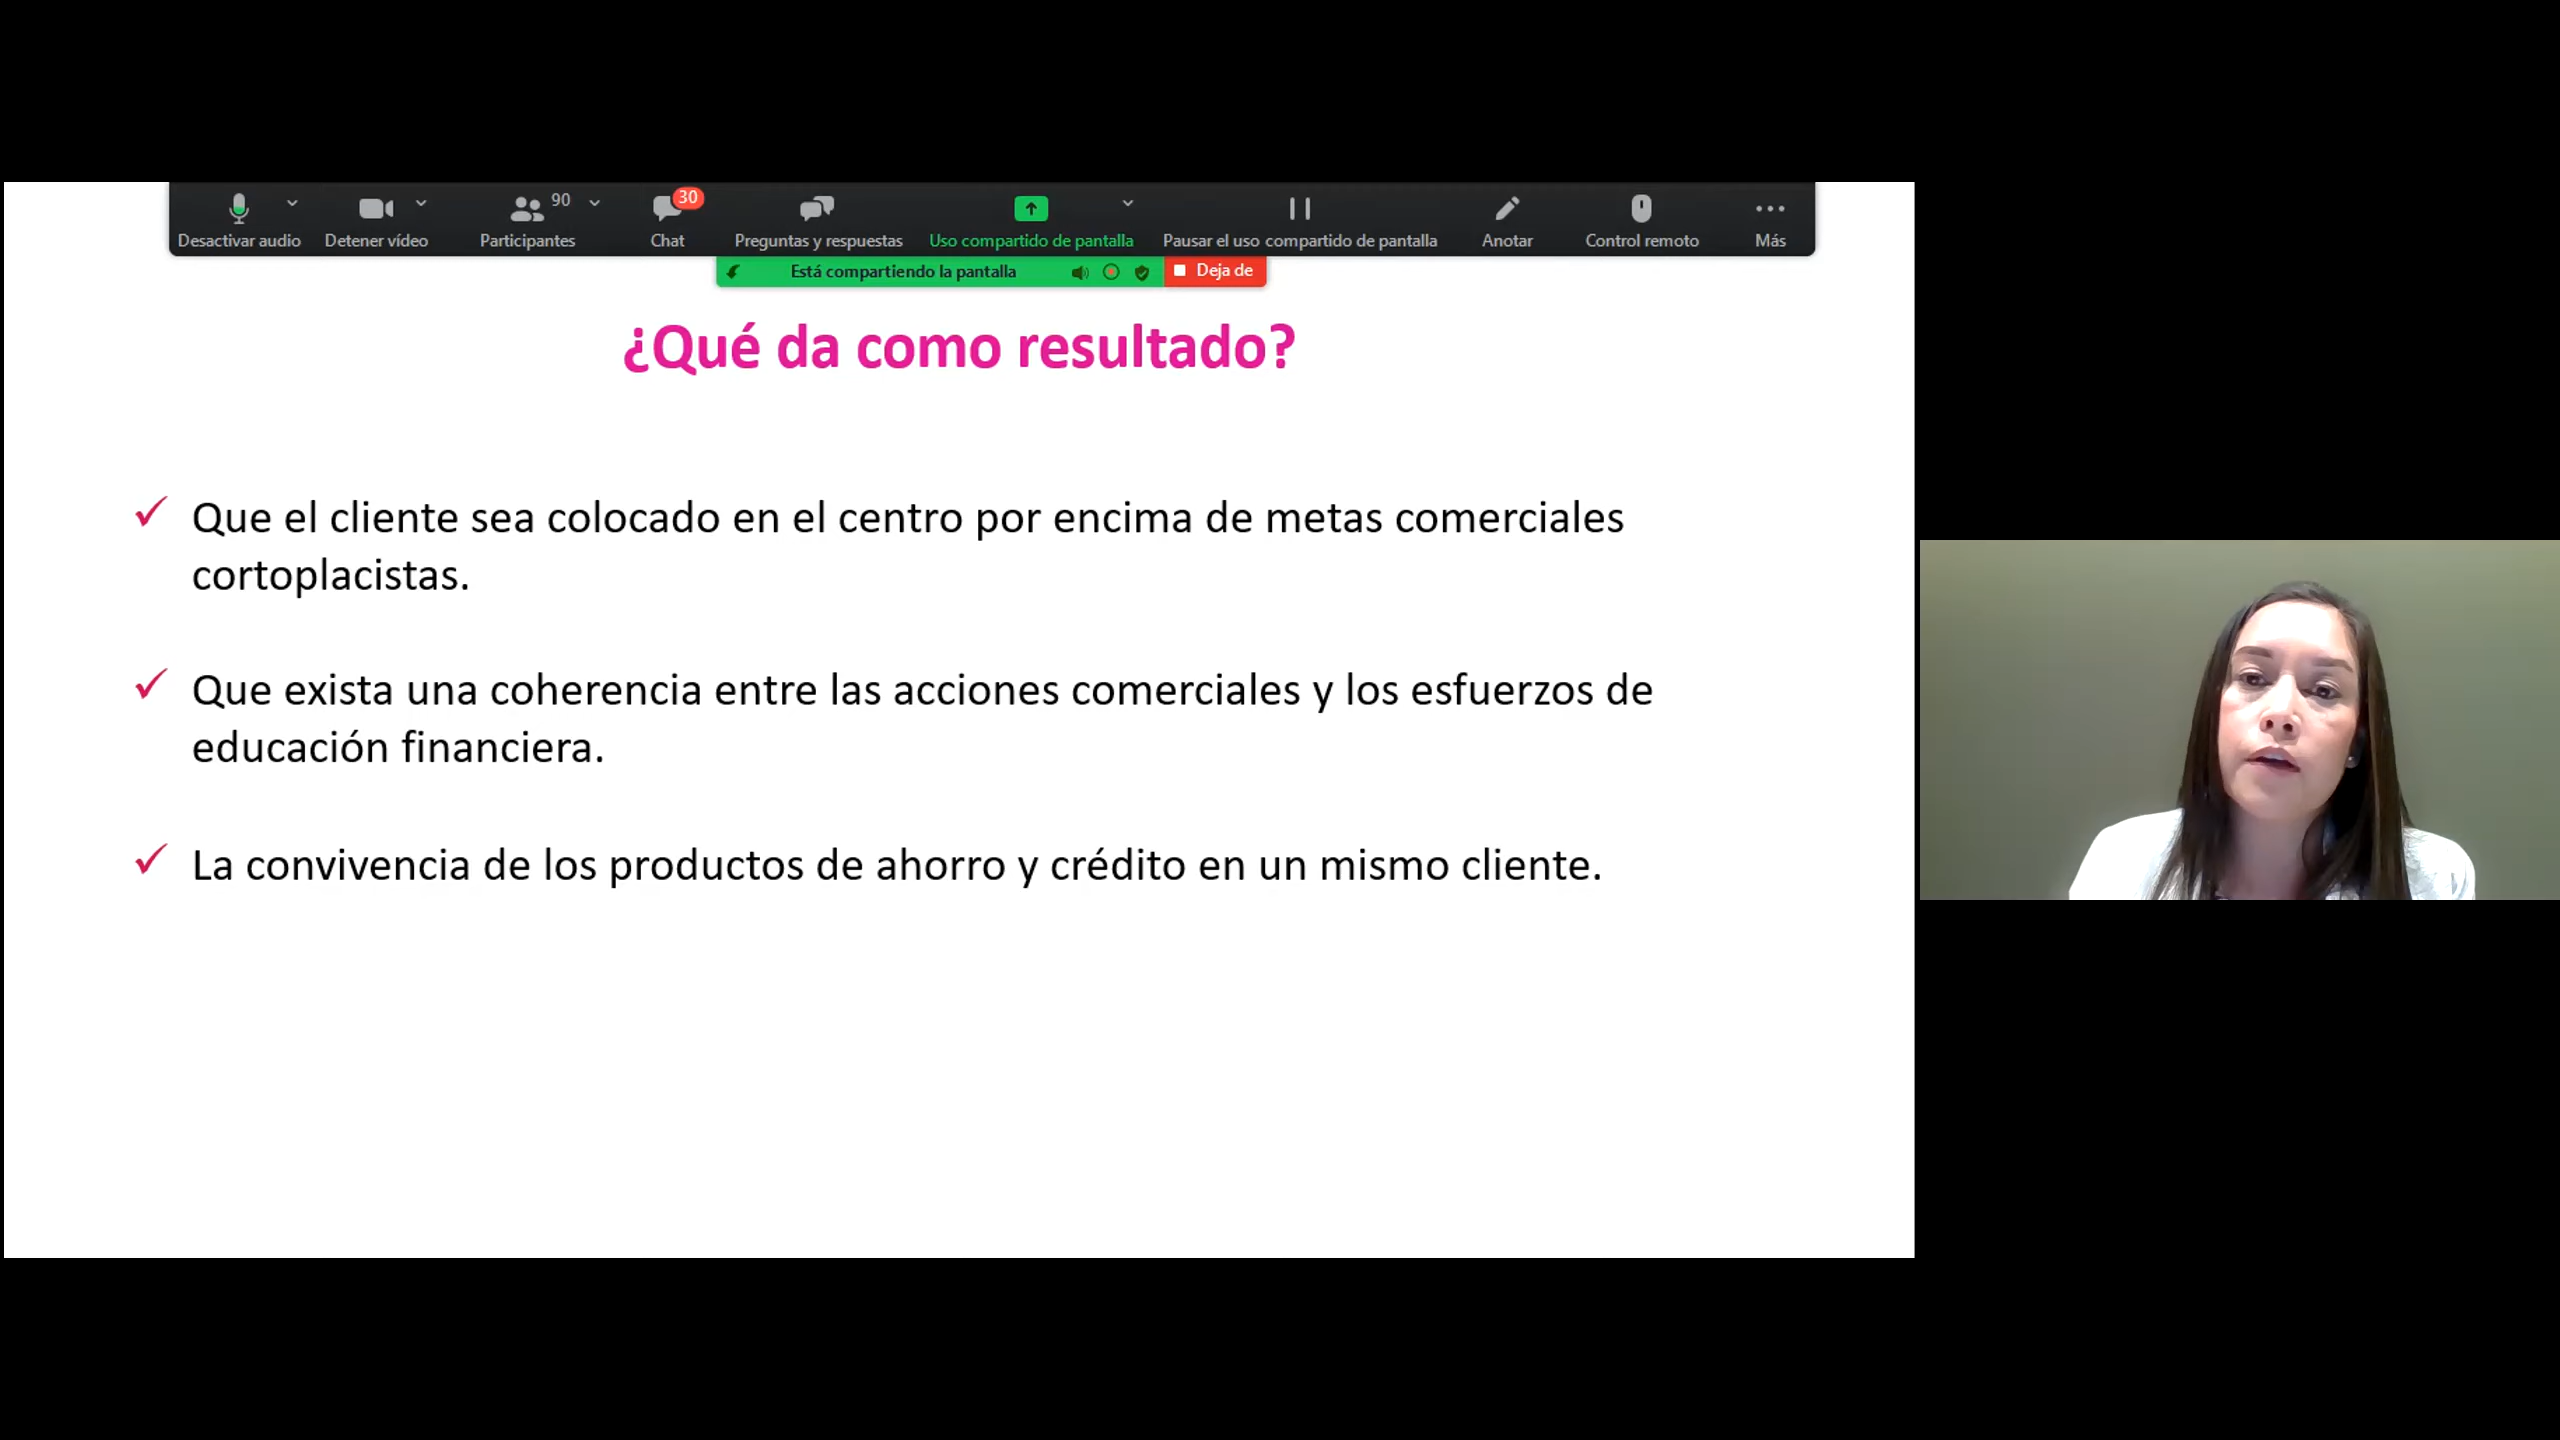 90
30
Desactivar audio
Detener vídeo
Participantes
Chat
Preguntas y respuestas
Uso compartido de pantalla
Pausar el uso compartido de pantalla
Anotar
Control remoto
Más
Está compartiendo la pantalla
Deja de
¿Qué da como resultado?
Que el cliente sea colocado en el centro por encima de metas comerciales
cortoplacistas.
Que exista una coherencia entre las acciones comerciales y los esfuerzos de
educación financiera.
La convivencia de los productos de ahorro y crédito en un mismo cliente.